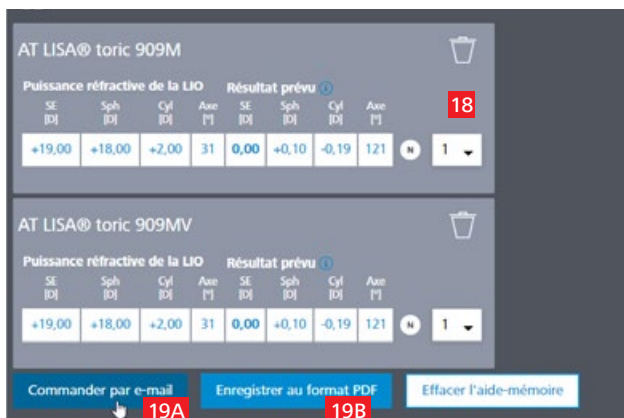 AT LISA® toric 909M
Puissance réfractive de la LIO Résultat prévu i
18
SE Sph Cyl Axe SE Sph Cyl Axe
[D] [D] [D] [°] [D] [D] [D] [°]
+19,00 +18,00 +2,00 31 0,00 +0,10 -0,19 121 N 1
AT LISA® toric 909MV
Puissance réfractive de la LIO Résultat prévu i
SE Sph Cyl Axe SE Sph Cyl Axe
[D] [D] [D] [°] [D] [D] [D] [°]
+19,00 +18,00 +2,00 31 0,00 +0,10 -0,19 121 N 1
Commander par e-mail Enregistrer au format PDF Effacer l'aide-mémoire
19A 19B